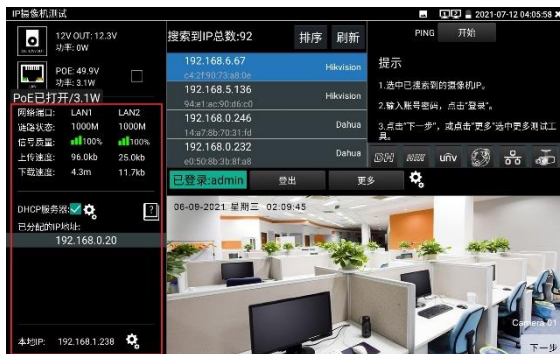 IP摄像机测试
2021-07-12 04:05:58
12V OUT: 12.3V
功率: 0W
POE: 49.9V
功率: 3.1W
PoE已打开/3.1W
网络端口: LAN1 LAN2
链路状态: 1000M 1000M
信号质量: 100% 100%
上传速度: 96.0kb 25.0kb
下载速度: 4.3m 11.7kb
DHCP服务器:
已分配的IP地址:
192.168.0.20
本地IP: 192.168.1.238
搜索到IP总数:92 排序 刷新
192.168.6.67 Hikvision
c4:2f:90:73:a8:0e
192.168.5.136 Hikvision
94:e1:ac:90:d6:c0
192.168.0.246 Dahua
14:a7:8b:70:31:fd
192.168.0.232 Dahua
e0:50:8b:3b:8f:a8
PING 开始
提示
1.选中已搜索到的摄像机IP。
2.输入账号密码，点击"登录"。
3.点击"下一步"，或点击"更多"选中更多测试工具。
DH HIK unv
已登录:admin 登出 更多
06-09-2021 星期三 02:09:45
Camera 01
下一步